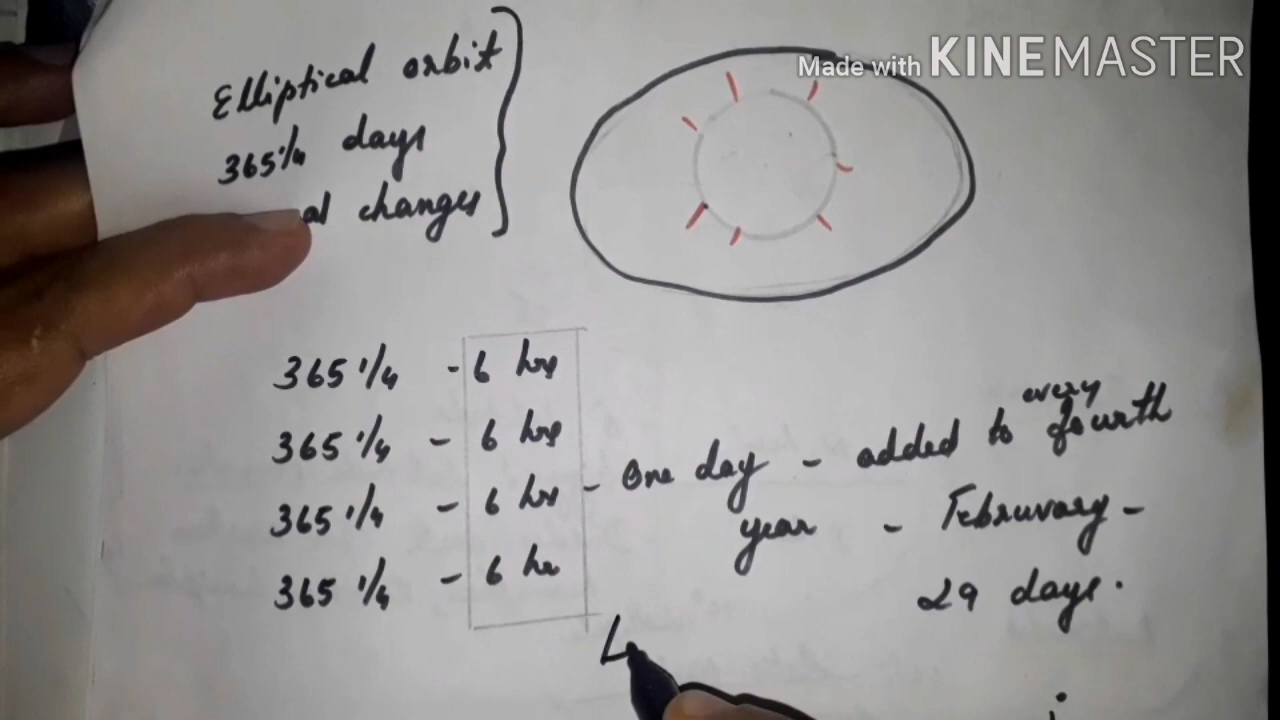 Elliptical orbit
365 1/4 days
al changes
Made with KINEMASTER
365 1/4 - 6 hrs
365 1/4 - 6 hrs
365 1/4 - 6 hrs - One day - added to every fourth
year - Februvary -
365 1/4 - 6 hr
29 days.
L